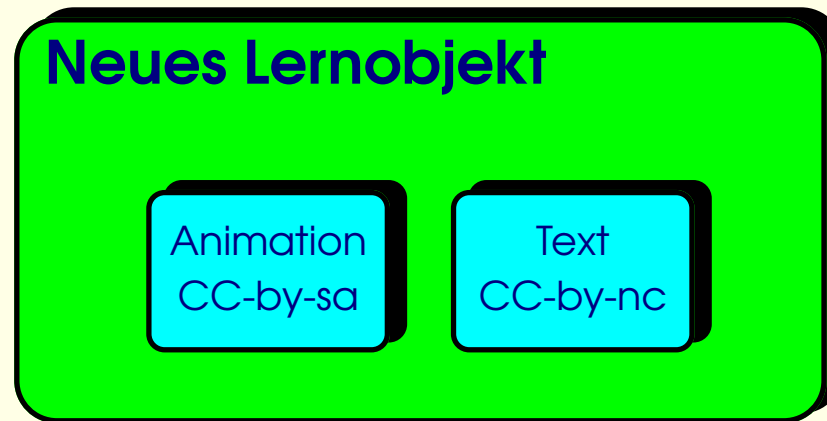 Neues Lernobjekt
Animation
CC-by-sa
Text
CC-by-nc